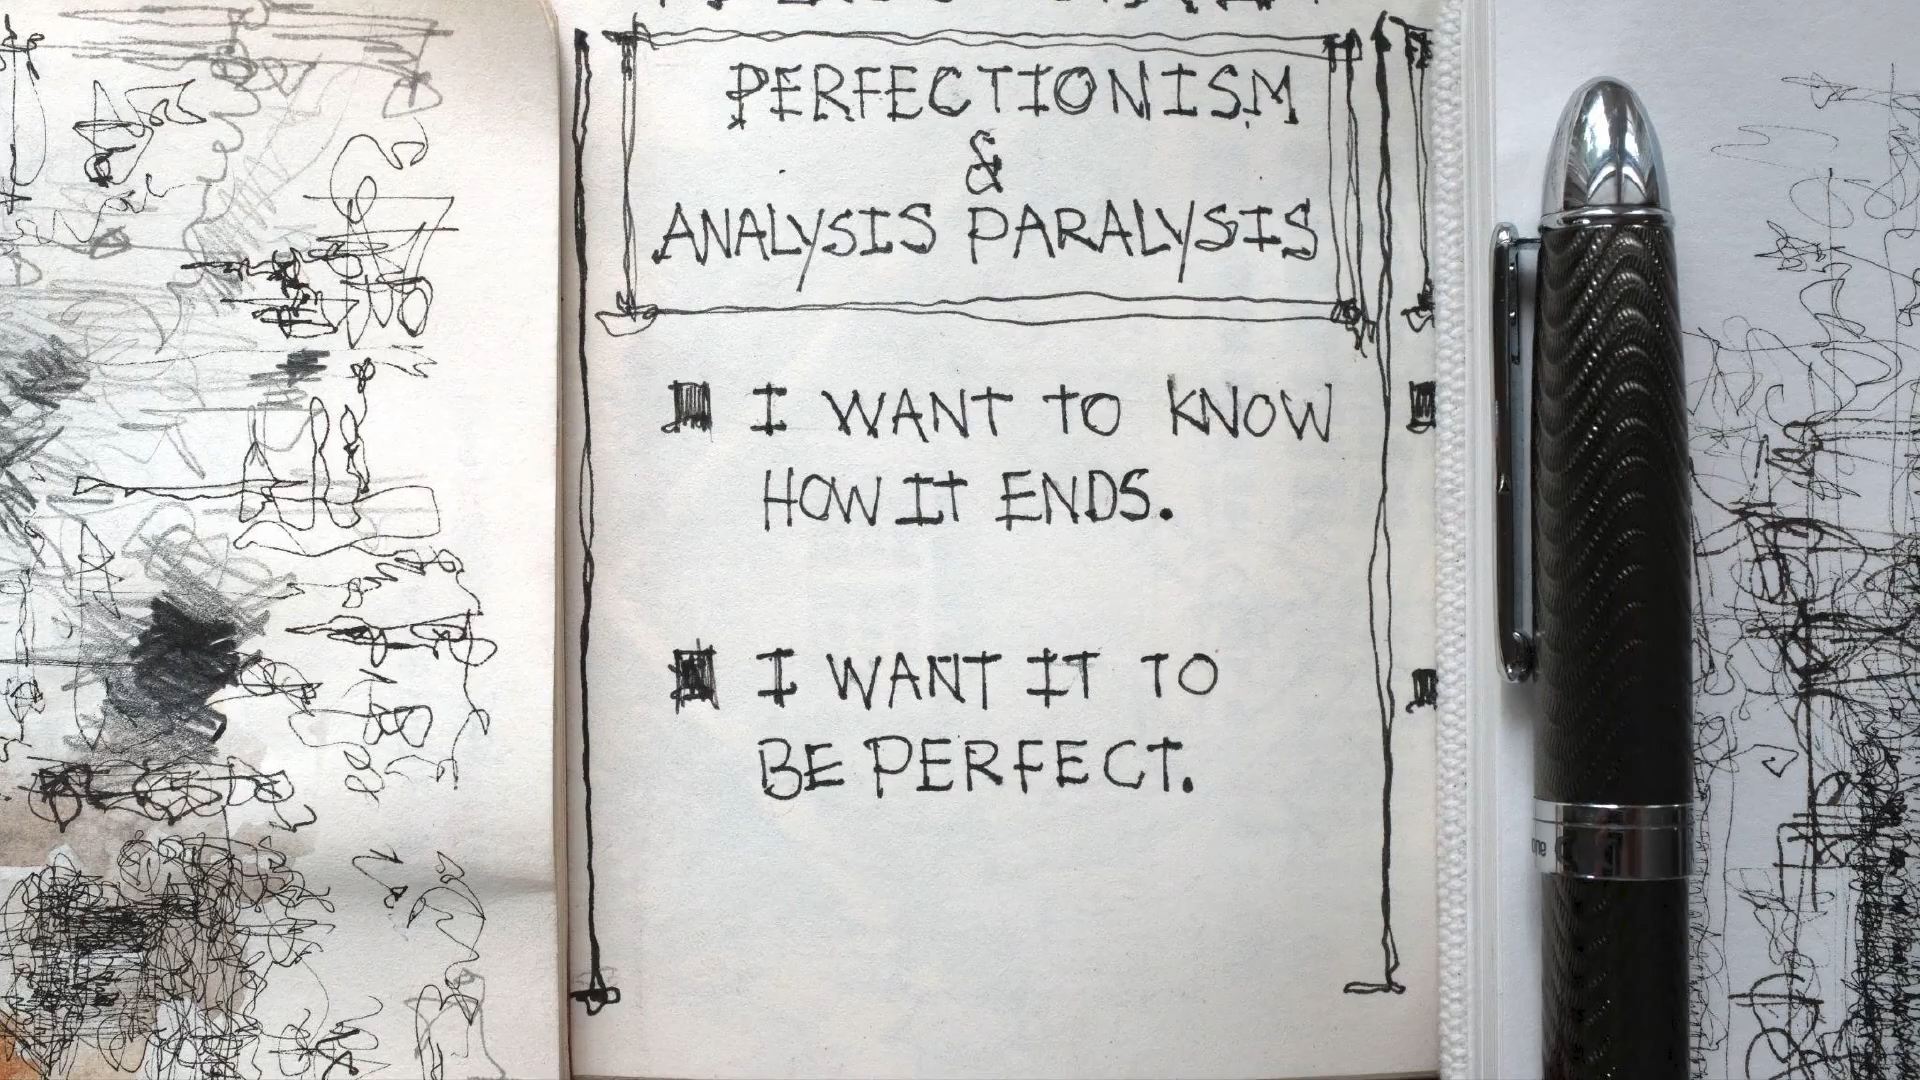 PERFECTIONISM
&
ANALYSIS PARALYSIS
I WANT TO KNOW
HOW IT ENDS.
I WANT IT TO
BE PERFECT.